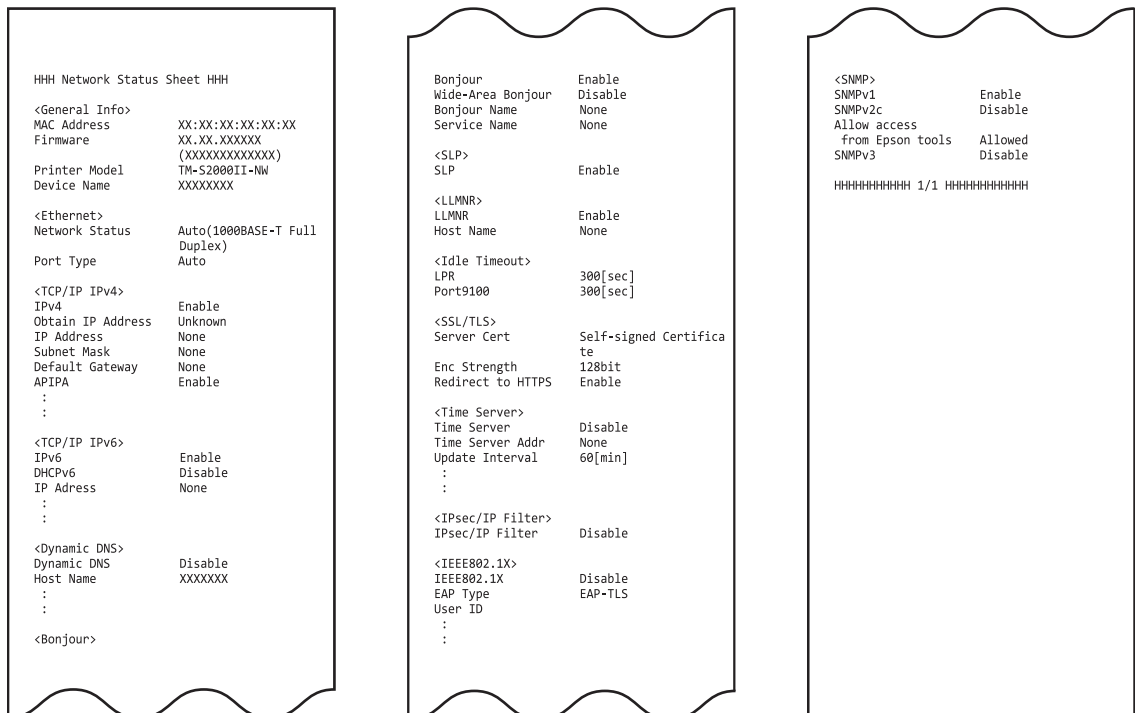 HHH Network Status Sheet HHH
<General Info>
MAC Address XX:XX:XX:XX:XX:XX
Firmware XX.XX.XXXXXX
(XXXXXXXXXXXXX)
Printer Model TM-S2000II-NW
Device Name XXXXXXXX
<Ethernet>
Network Status Auto(1000BASE-T Full
Duplex)
Port Type Auto
<TCP/IP IPv4>
IPv4 Enable
Obtain IP Address Unknown
IP Address None
Subnet Mask None
Default Gateway None
APIPA Enable
:
:
<TCP/IP IPv6>
IPv6 Enable
DHCPv6 Disable
IP Adress None
:
:
<Dynamic DNS>
Dynamic DNS Disable
Host Name XXXXXXX
:
:
<Bonjour>
Bonjour Enable
Wide-Area Bonjour Disable
Bonjour Name None
Service Name None
<SLP>
SLP Enable
<LLMNR>
LLMNR Enable
Host Name None
<Idle Timeout>
LPR 300[sec]
Port9100 300[sec]
<SSL/TLS>
Server Cert Self-signed Certifica
te
Enc Strength 128bit
Redirect to HTTPS Enable
<Time Server>
Time Server Disable
Time Server Addr None
Update Interval 60[min]
:
:
<IPsec/IP Filter>
IPsec/IP Filter Disable
<IEEE802.1X>
IEEE802.1X Disable
EAP Type EAP-TLS
User ID
:
:
<SNMP>
SNMPv1 Enable
SNMPv2c Disable
Allow access
from Epson tools Allowed
SNMPv3 Disable
HHHHHHHHHHH 1/1 HHHHHHHHHHHH